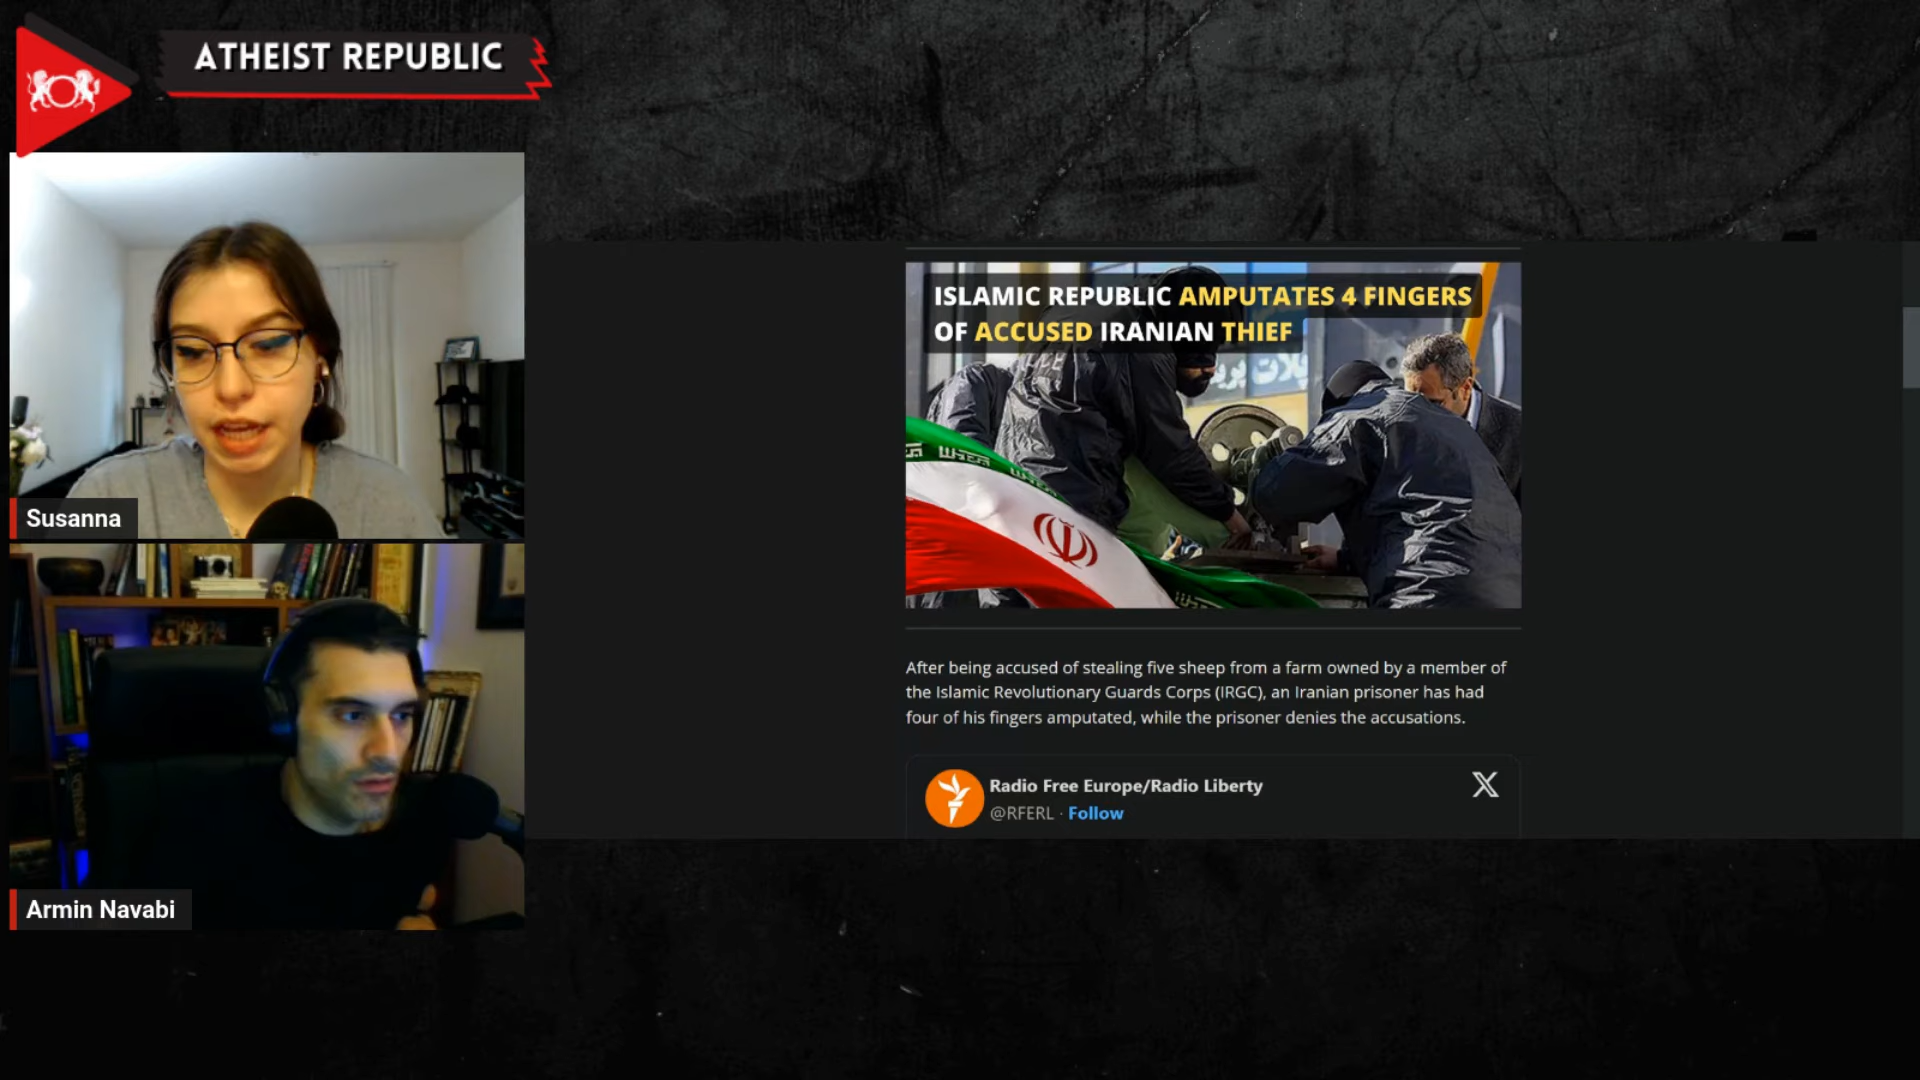 ATHEIST REPUBLIC
Susanna
Armin Navabi
ISLAMIC REPUBLIC AMPUTATES 4 FINGERS
OF ACCUSED IRANIAN THIEF
After being accused of stealing five sheep from a farm owned by a member of
the Islamic Revolutionary Guards Corps (IRGC), an Iranian prisoner has had
four of his fingers amputated, while the prisoner denies the accusations.
Radio Free Europe/Radio Liberty
@RFERL · Follow